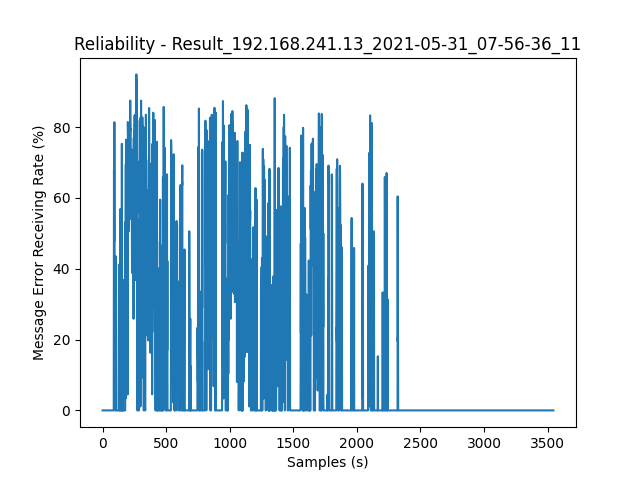 Reliability - Result_192.168.241.13_2021-05-31_07-56-36_11
Message Error Receiving Rate (%)
80
60
40
20
0
0 500 1000 1500 2000 2500 3000 3500
Samples (s)